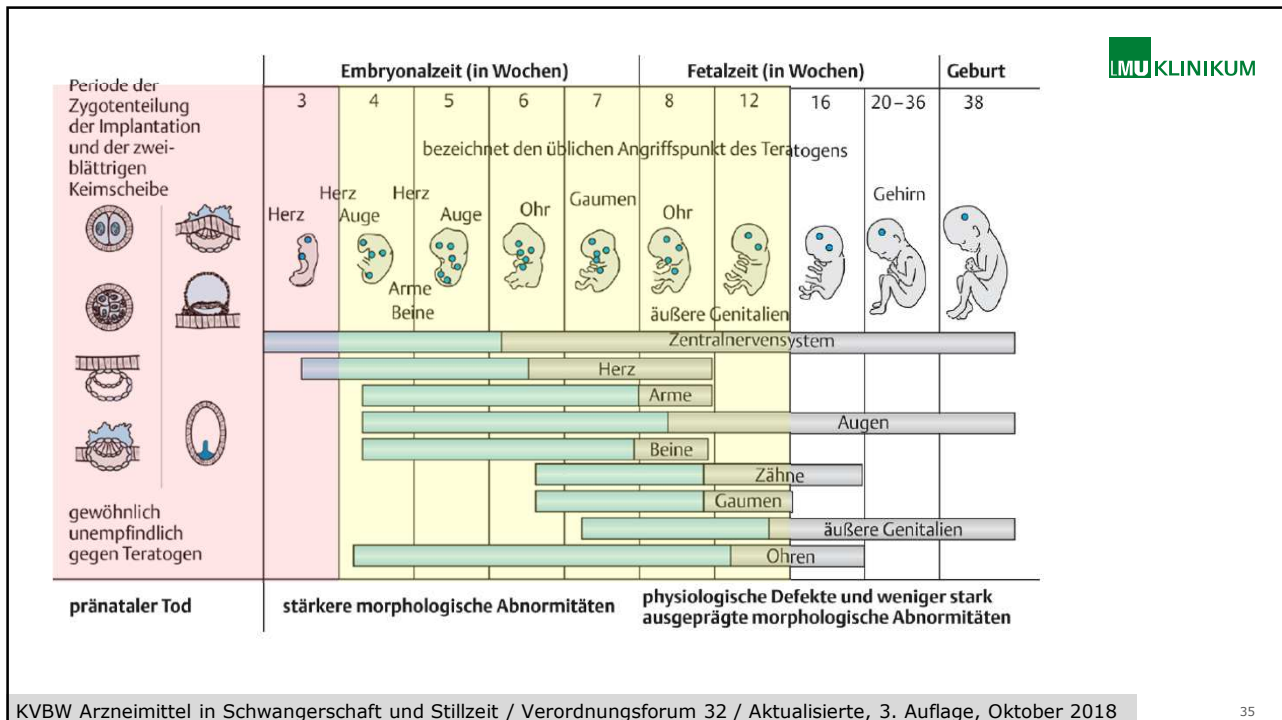 LMU KLINIKUM
Embryonalzeit (in Wochen)
Fetalzeit (in Wochen)
Geburt
Periode der
Zygotenteilung
der Implantation
und der zwei-
blättrigen
Keimscheibe
3 4 5 6 7 8 12 16 20–36 38
bezeichnet den üblichen Angriffspunkt des Teratogens
Herz
Herz
Auge
Herz
Auge
Ohr
Gaumen
Ohr
Gehirn
Arme
Beine
äußere Genitalien
Zentralnervensystem
Herz
Arme
Augen
Beine
Zähne
Gaumen
äußere Genitalien
Ohren
gewöhnlich
unempfindlich
gegen Teratogen
pränataler Tod
stärkere morphologische Abnormitäten
physiologische Defekte und weniger stark
ausgeprägte morphologische Abnormitäten
KVBW Arzneimittel in Schwangerschaft und Stillzeit / Verordnungsforum 32 / Aktualisierte, 3. Auflage, Oktober 2018
35